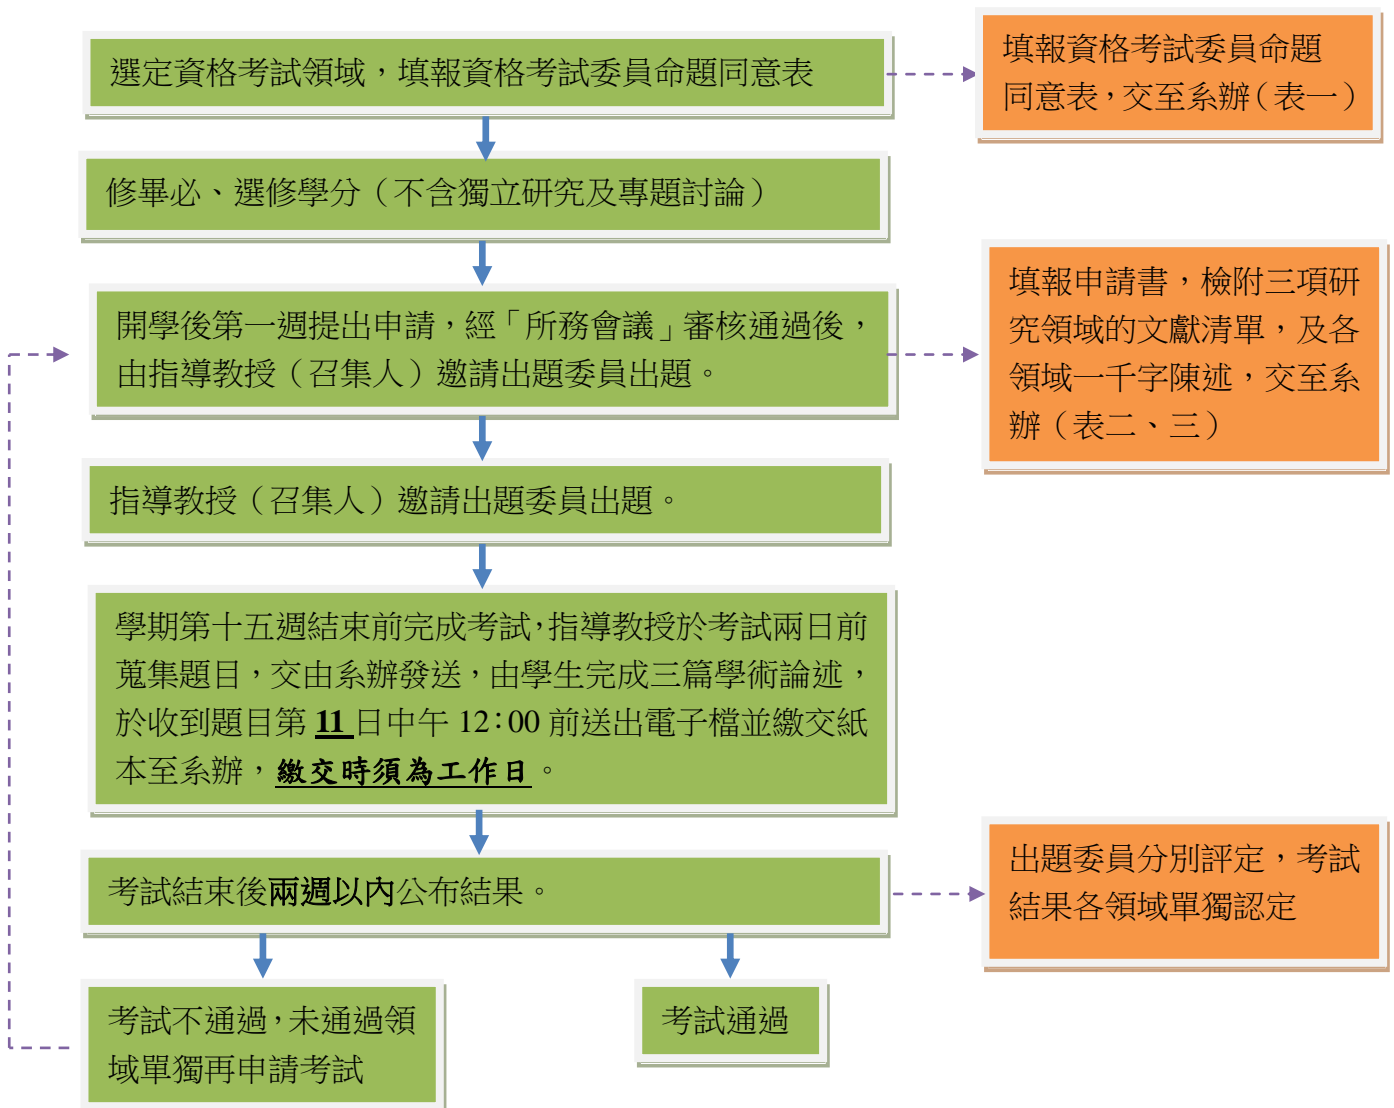 選定資格考試領域，填報資格考試委員命題同意表
填報資格考試委員命題
同意表，交至系辦（表一）
修畢必、選修學分（不含獨立研究及專題討論）
開學後第一週提出申請，經「所務會議」審核通過後，
由指導教授（召集人）邀請出題委員出題。
填報申請書，檢附三項研
究領域的文獻清單，及各
領域一千字陳述，交至系
辦（表二、三）
指導教授（召集人）邀請出題委員出題。
學期第十五週結束前完成考試，指導教授於考試兩日前
蒐集題目，交由系辦發送，由學生完成三篇學術論述，
於收到題目第 11 日中午 12:00 前送出電子檔並繳交紙
本至系辦，繳交時須為工作日。
考試結束後兩週以內公布結果。
出題委員分別評定，考試
結果各領域單獨認定
考試不通過，未通過領
域單獨再申請考試
考試通過